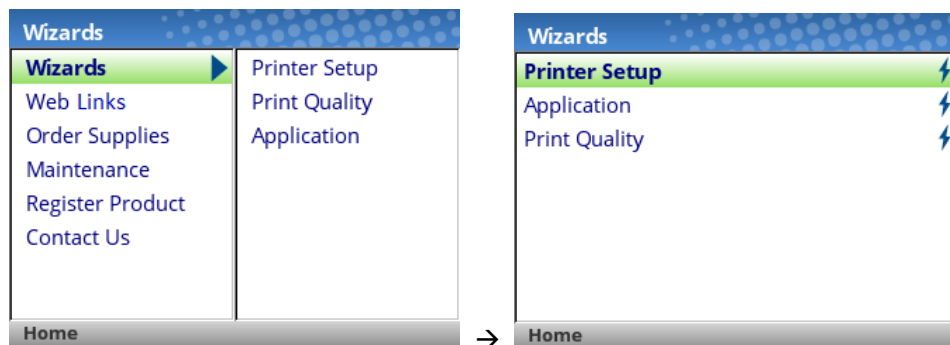 Wizards
Wizards
Web Links
Order Supplies
Maintenance
Register Product
Contact Us
Printer Setup
Print Quality
Application
Home
→
Wizards
Printer Setup
Application
Print Quality
Home